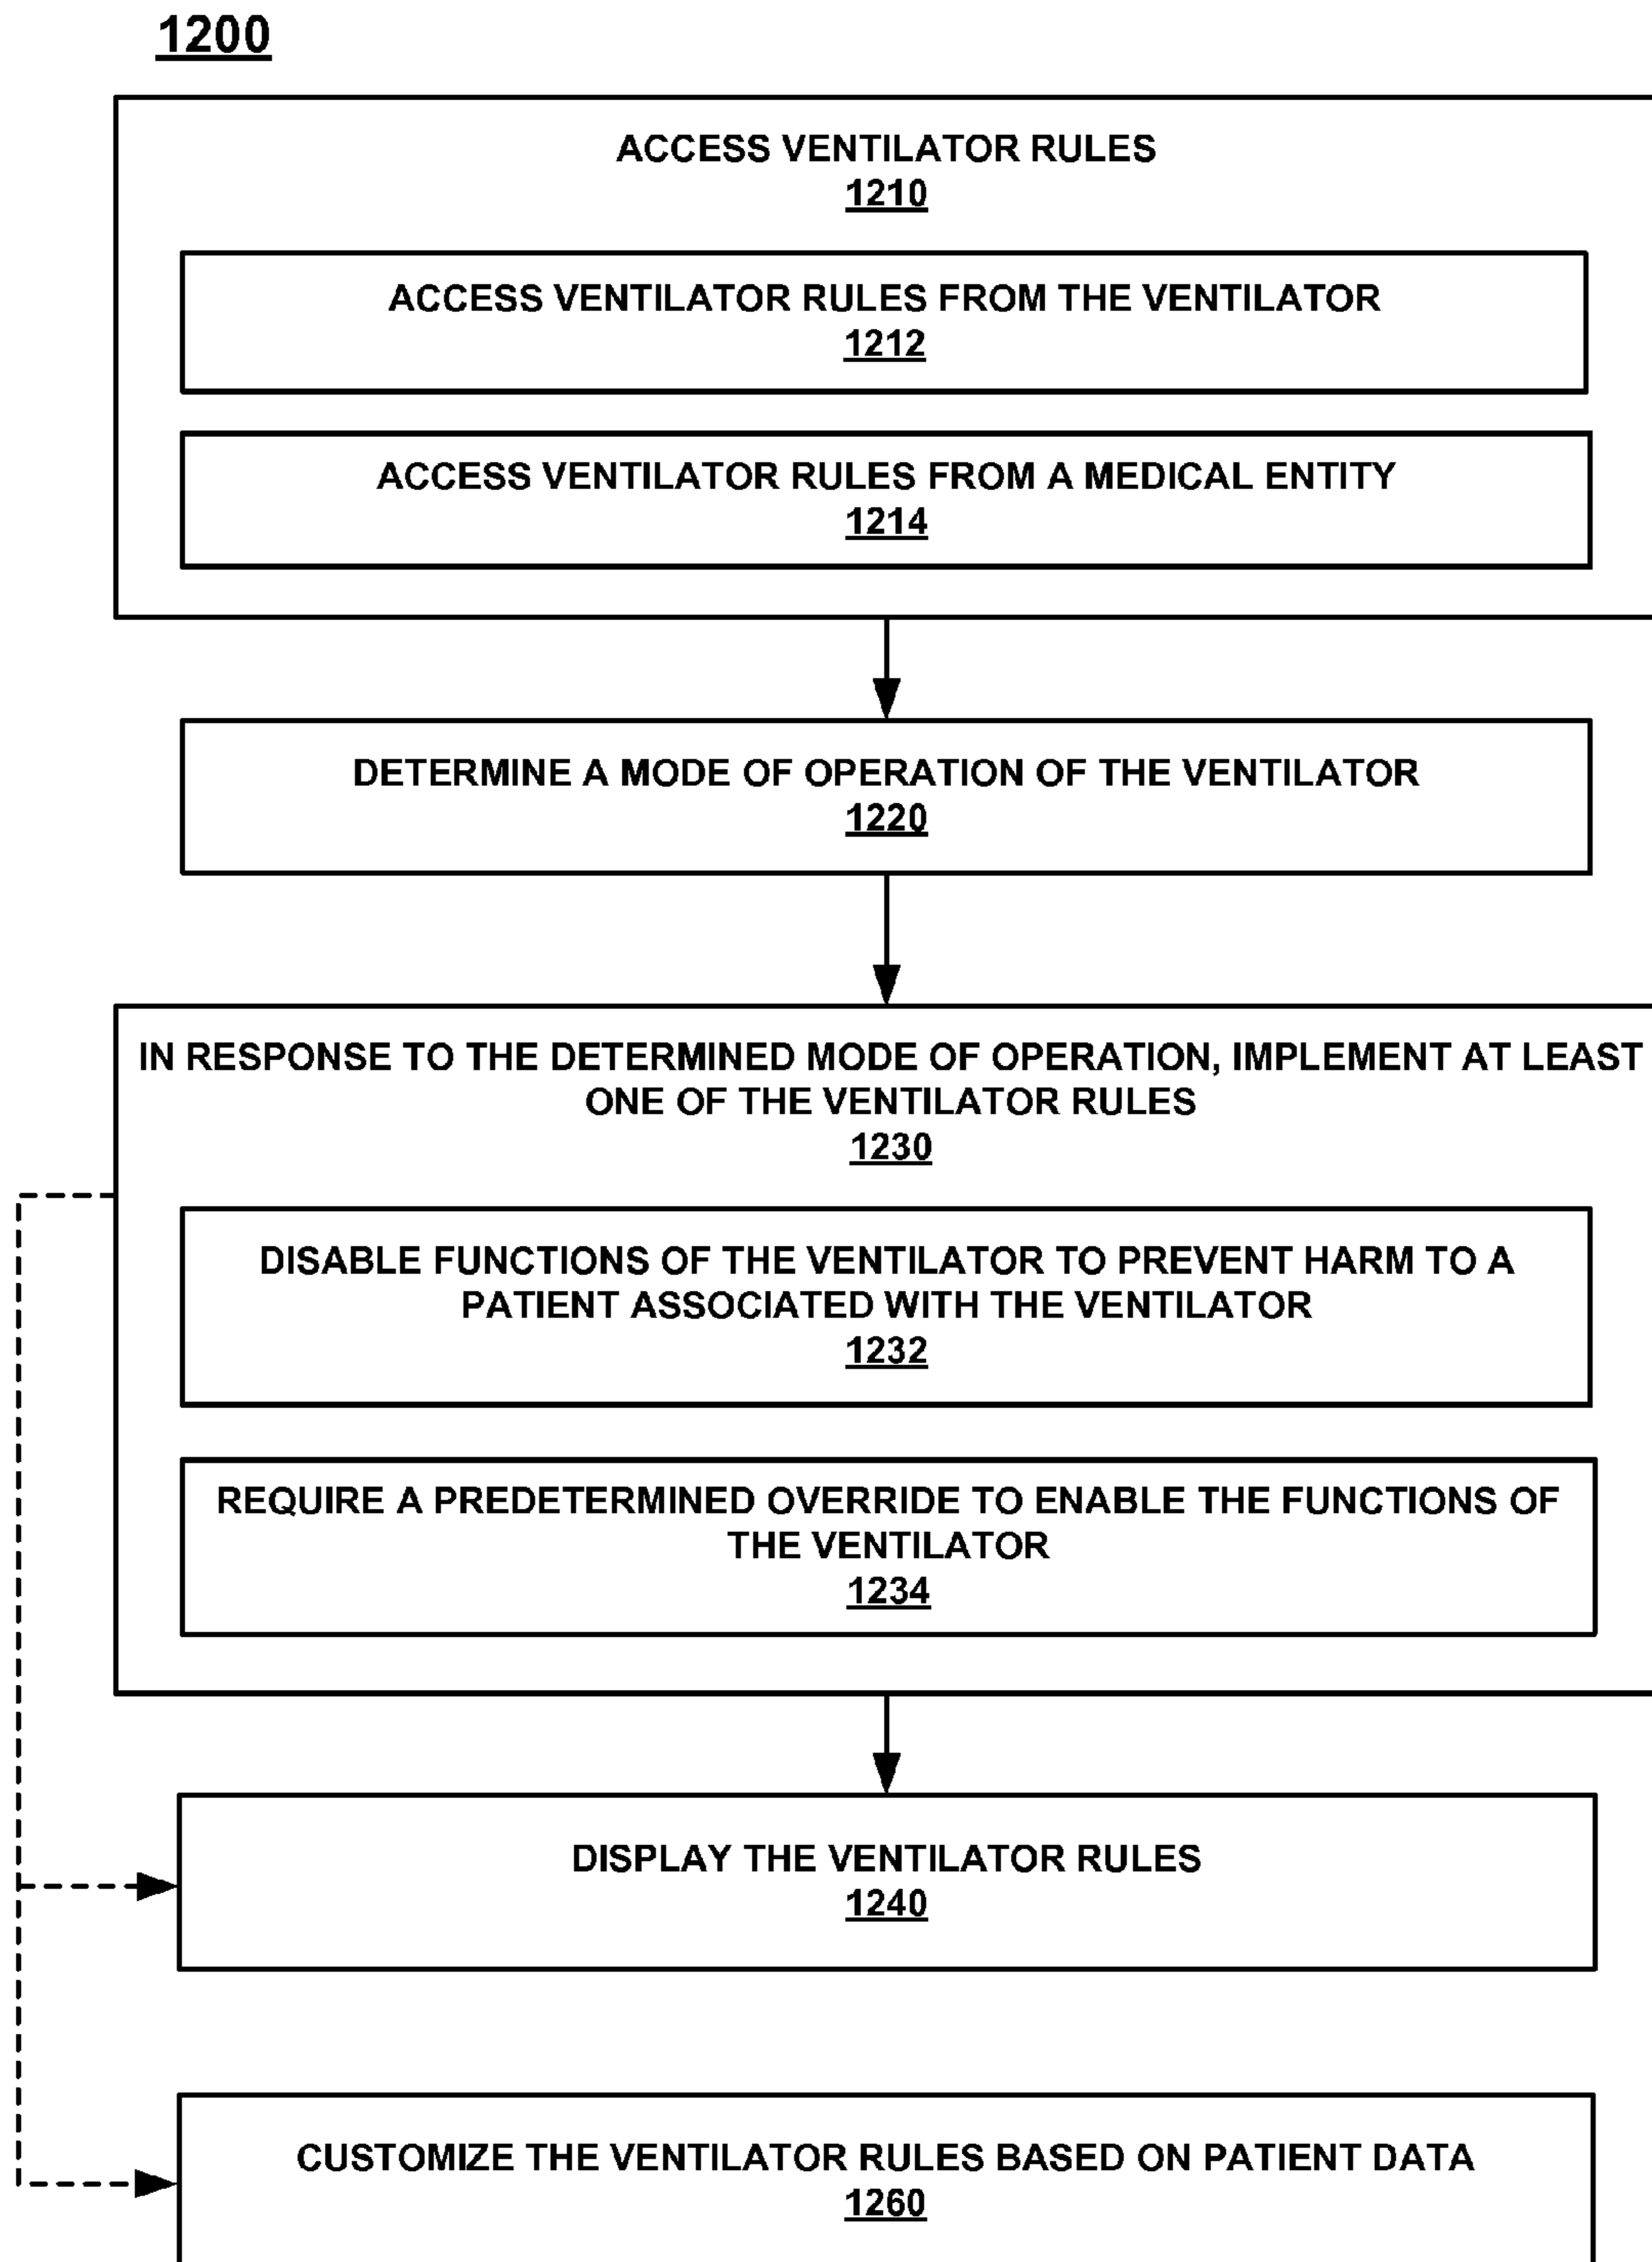 1200
ACCESS VENTILATOR RULES
1210
ACCESS VENTILATOR RULES FROM THE VENTILATOR
1212
ACCESS VENTILATOR RULES FROM A MEDICAL ENTITY
1214
DETERMINE A MODE OF OPERATION OF THE VENTILATOR
1220
IN RESPONSE TO THE DETERMINED MODE OF OPERATION, IMPLEMENT AT LEAST
ONE OF THE VENTILATOR RULES
1230
DISABLE FUNCTIONS OF THE VENTILATOR TO PREVENT HARM TO A
PATIENT ASSOCIATED WITH THE VENTILATOR
1232
REQUIRE A PREDETERMINED OVERRIDE TO ENABLE THE FUNCTIONS OF
THE VENTILATOR
1234
DISPLAY THE VENTILATOR RULES
1240
CUSTOMIZE THE VENTILATOR RULES BASED ON PATIENT DATA
1260